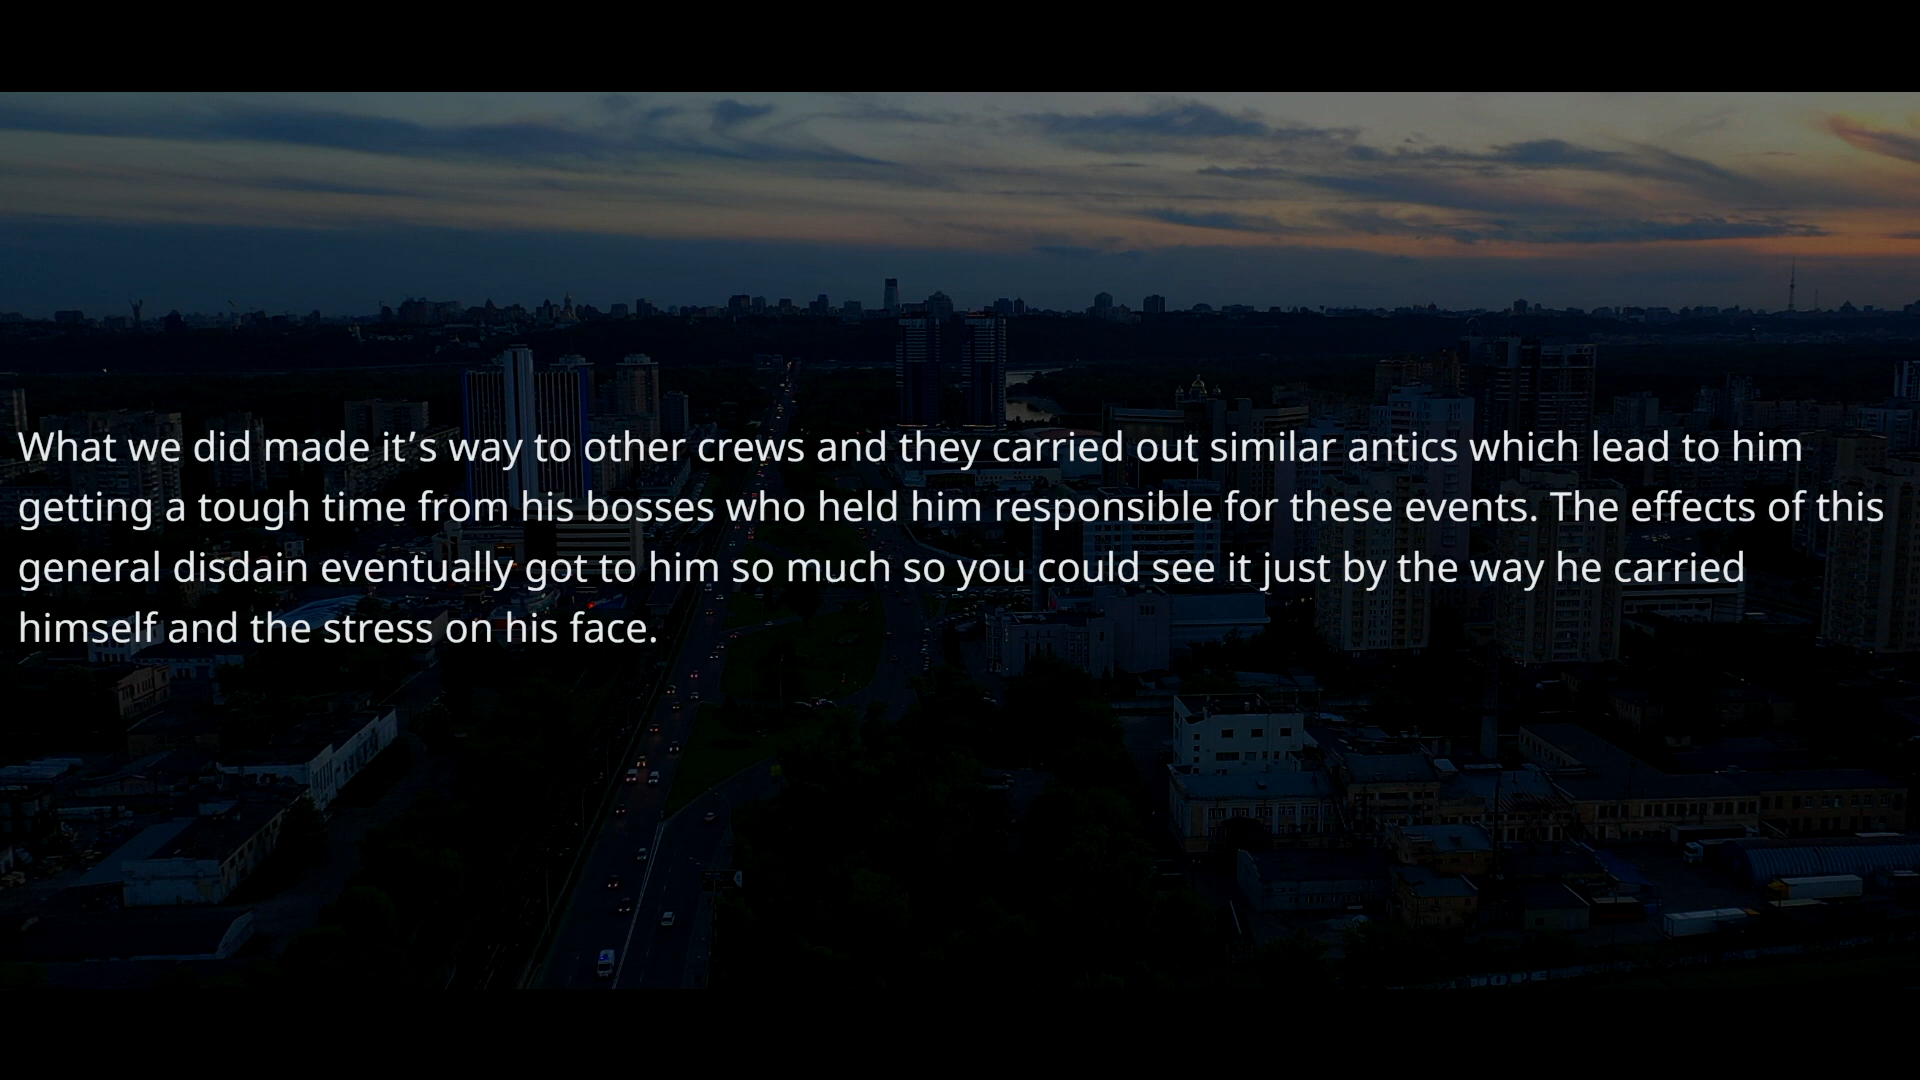 What we did made it’s way to other crews and they carried out similar antics which lead to him
getting a tough time from his bosses who held him responsible for these events. The effects of this
general disdain eventually got to him so much so you could see it just by the way he carried
himself and the stress on his face.